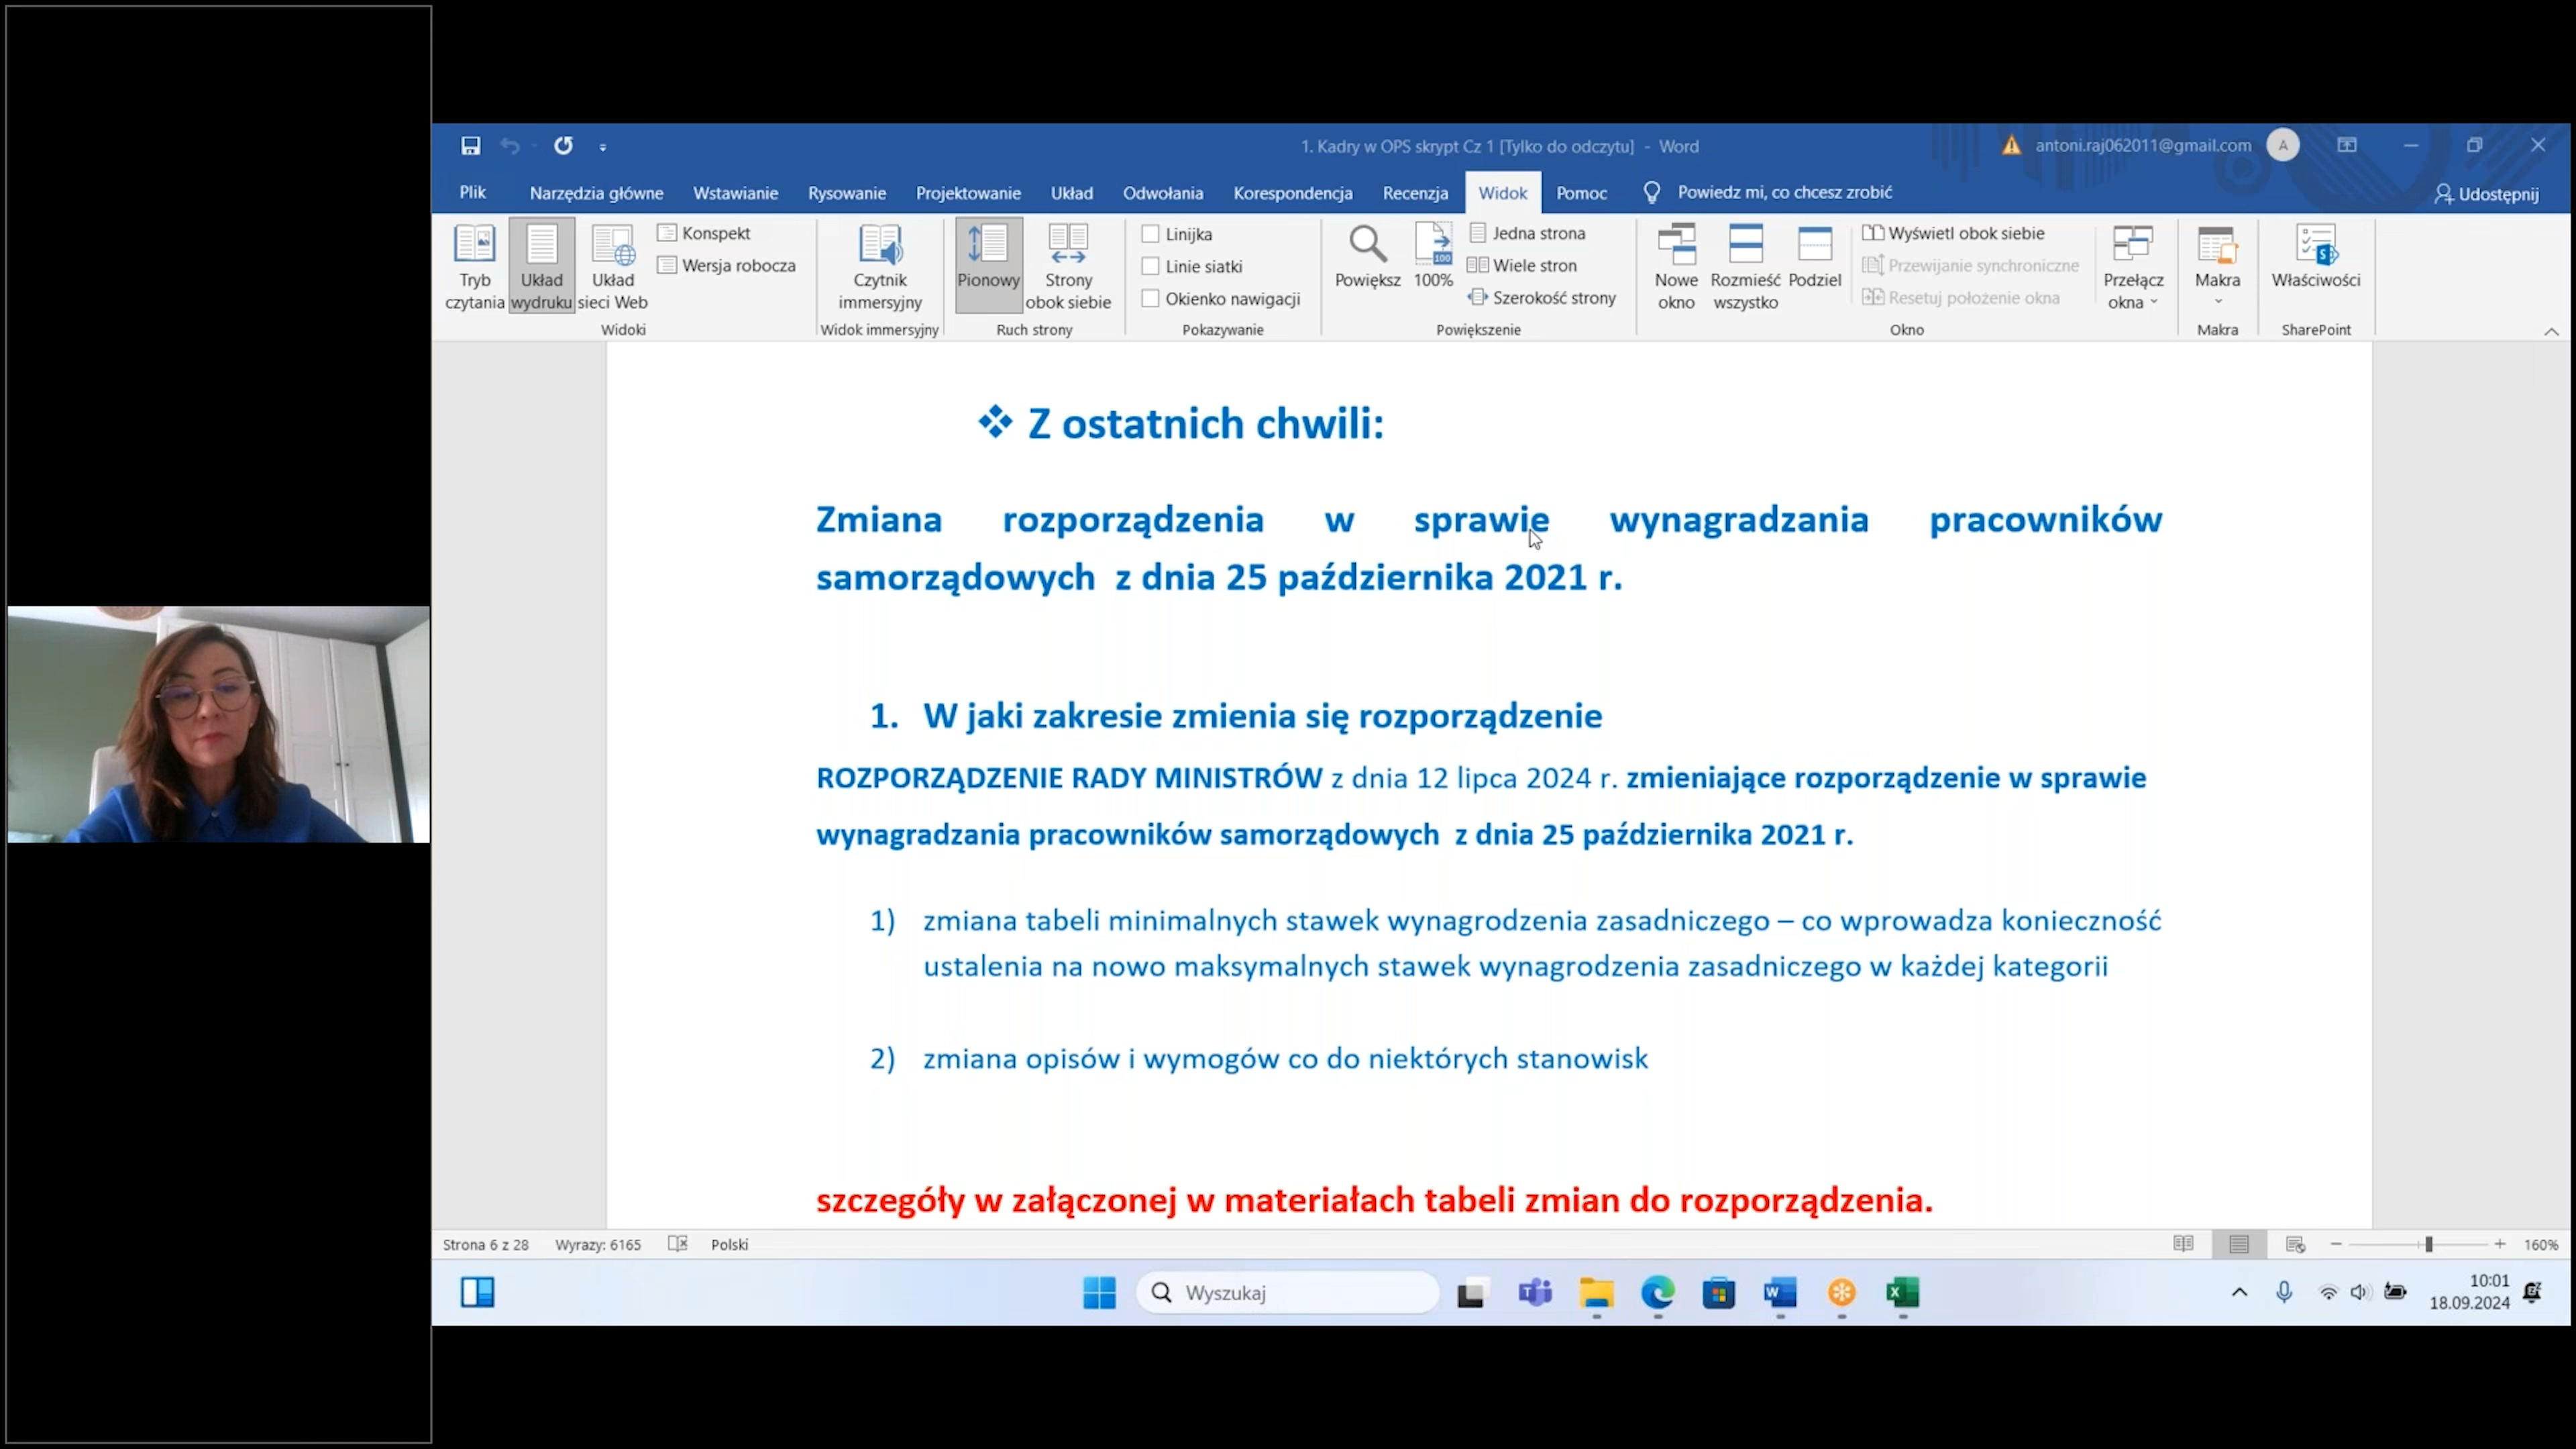 1. Kadry w OPS skrypt Cz 1 [Tylko do odczytu] - Word
antoni.raj062011@gmail.com
A
Plik
Narzędzia główne
Wstawianie
Rysowanie
Projektowanie
Układ
Odwołania
Korespondencja
Recenzja
Widok
Pomoc
Powiedz mi, co chcesz zrobić
Udostępnij
Tryb
czytania
Układ
wydruku
Układ
sieci Web
Konspekt
Wersja robocza
Widoki
Czytnik
immersyjny
Widok immersyjny
Pionowy
Strony
obok siebie
Ruch strony
Linijka
Linie siatki
Okienko nawigacji
Pokazywanie
Powiększ
100
100%
Jedna strona
Wiele stron
Szerokość strony
Powiększenie
Nowe
okno
Rozmieść
wszystko
Podziel
Wyświetl obok siebie
Przewijanie synchroniczne
Resetuj położenie okna
Przełącz
okna
Okno
Makra
Makra
Właściwości
SharePoint
❖ Z ostatnich chwili:
Zmiana rozporządzenia w sprawie wynagradzania pracowników
samorządowych z dnia 25 października 2021 r.
1. W jaki zakresie zmienia się rozporządzenie
ROZPORZĄDZENIE RADY MINISTRÓW z dnia 12 lipca 2024 r. zmieniające rozporządzenie w sprawie
wynagradzania pracowników samorządowych z dnia 25 października 2021 r.
1) zmiana tabeli minimalnych stawek wynagrodzenia zasadniczego – co wprowadza konieczność
ustalenia na nowo maksymalnych stawek wynagrodzenia zasadniczego w każdej kategorii
2) zmiana opisów i wymogów co do niektórych stanowisk
szczegóły w załączonej w materiałach tabeli zmian do rozporządzenia.
Strona 6 z 28
Wyrazy: 6165
Polski
160%
Wyszukaj
10:01
18.09.2024